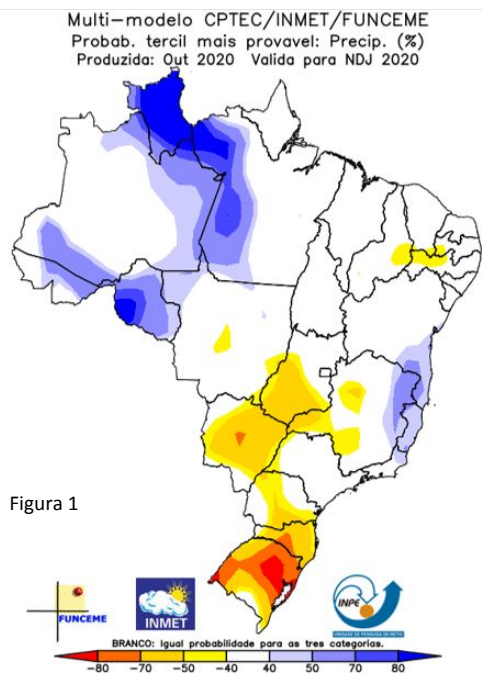 Multi-modelo CPTEC/INMET/FUNCEME
Probab. tercil mais provavel: Precip. (%)
Produzida: Out 2020 Valida para NDJ 2020
Figura 1
FUNCEME
INMET
INPE
BRANCO: Igual probabilidade para as tres categorias.
−80 −70 −50 −40 40 50 70 80